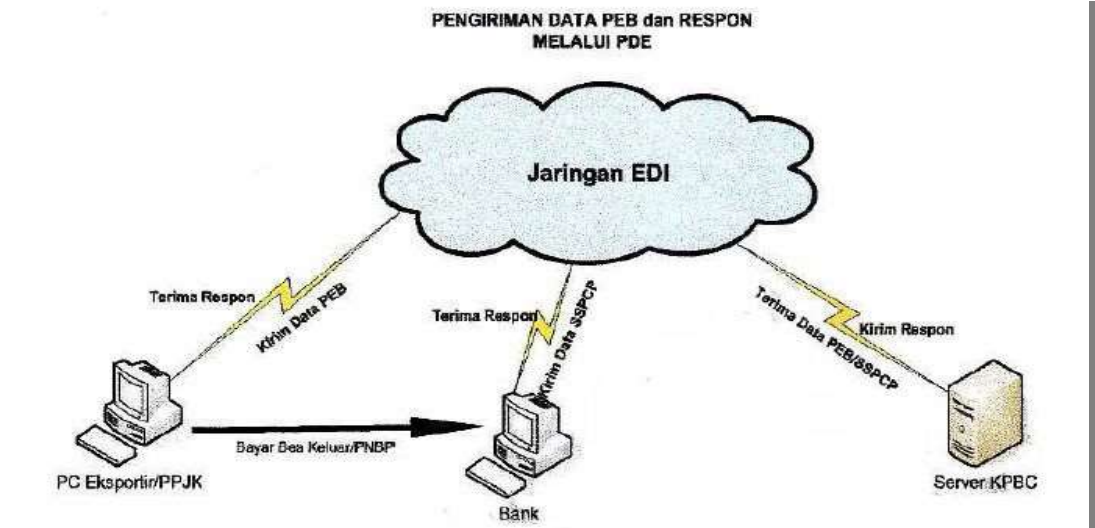 PENGIRIMAN DATA PEB dan RESPON
MELALUI PDE
Jaringan EDI
Terima Respon
Kirim Data PEB
Terima Respon
Kirim Data SSPCP
Terima Data PEB/SSPCP
Kirim Respon
Bayar Bea Keluar/PNBP
PC Eksportir/PPJK
Bank
Server KPBC